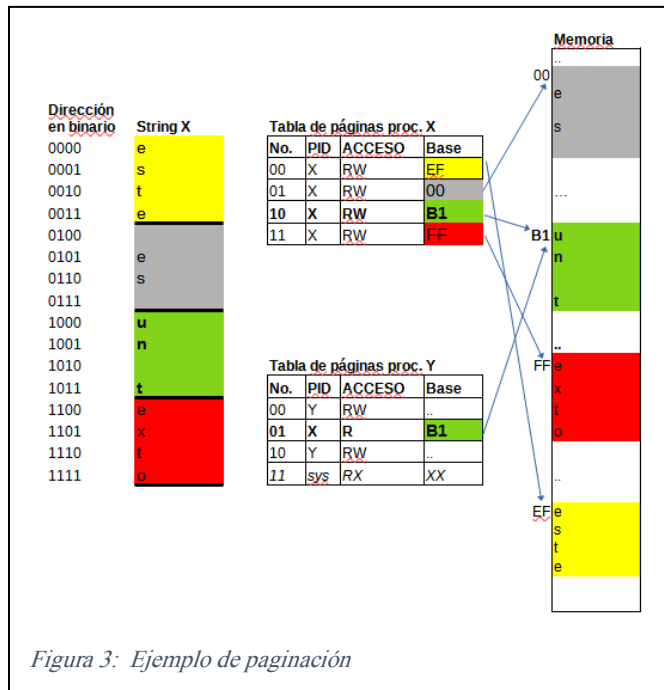 Memoria
..
00
e
s
...
B1 u
n
t
..
FF e
x
t
o
..
EF e
s
t
e
Dirección
en binario String X
0000 e
0001 s
0010 t
0011 e
0100
0101 e
0110 s
0111
1000 u
1001 n
1010
1011 t
1100 e
1101 x
1110 t
1111 o
Tabla de páginas proc. X
No. PID ACCESO Base
00 X RW EF
01 X RW 00
10 X RW B1
11 X RW FF
Tabla de páginas proc. Y
No. PID ACCESO Base
00 Y RW ..
01 X R B1
10 Y RW ..
11 sys RX XX
Figura 3: Ejemplo de paginación